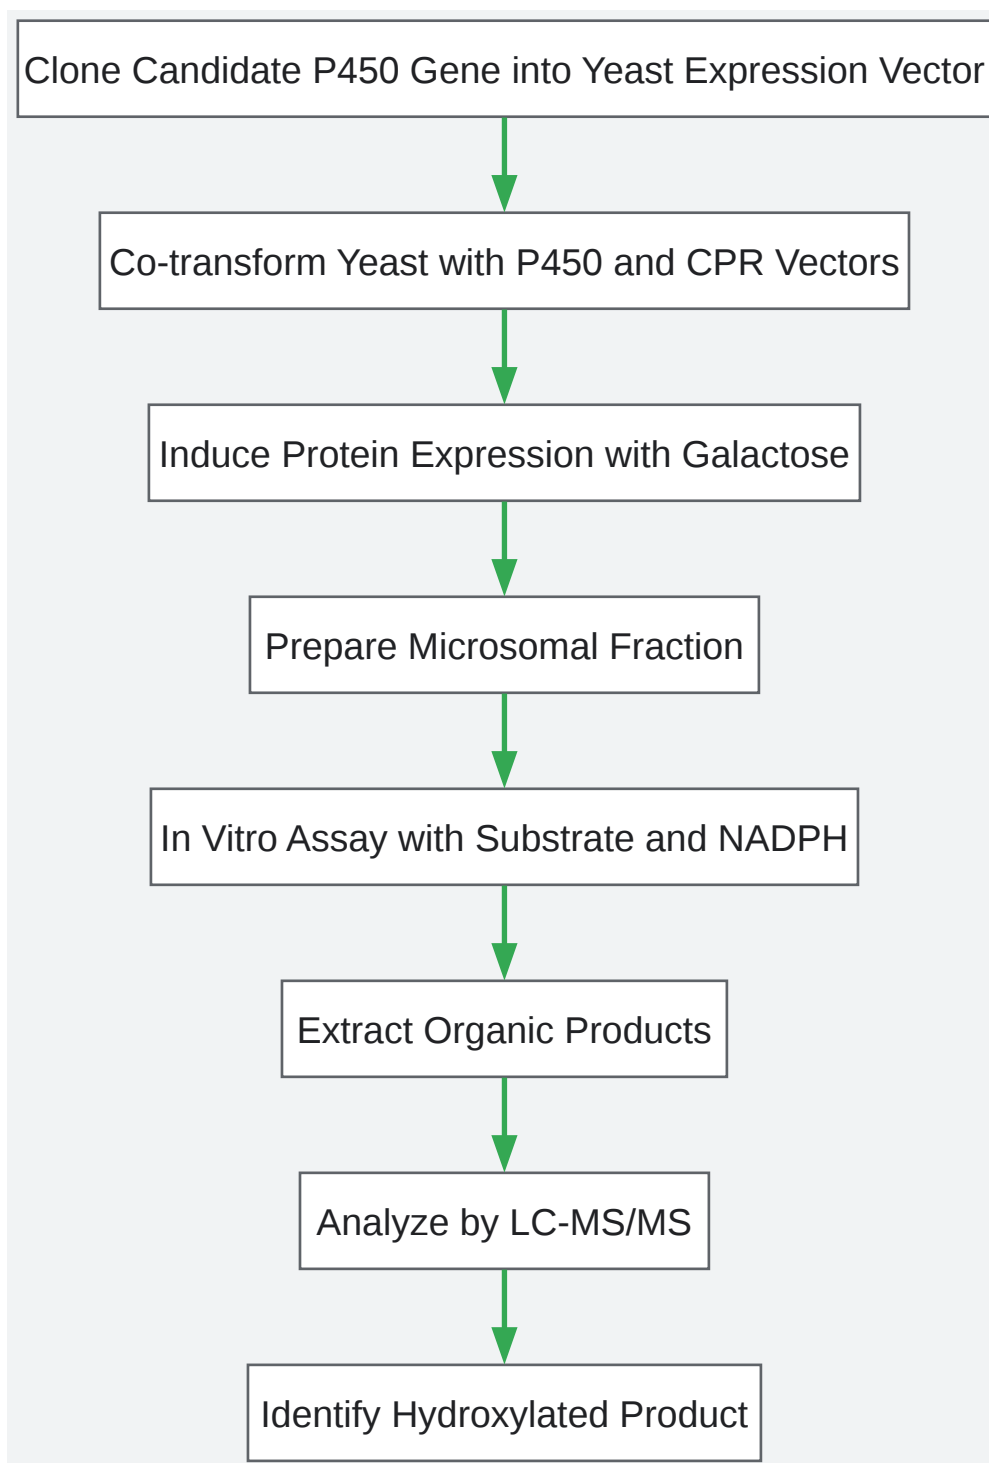 Clone Candidate P450 Gene into Yeast Expression Vector
Co-transform Yeast with P450 and CPR Vectors
Induce Protein Expression with Galactose
Prepare Microsomal Fraction
In Vitro Assay with Substrate and NADPH
Extract Organic Products
Analyze by LC-MS/MS
Identify Hydroxylated Product